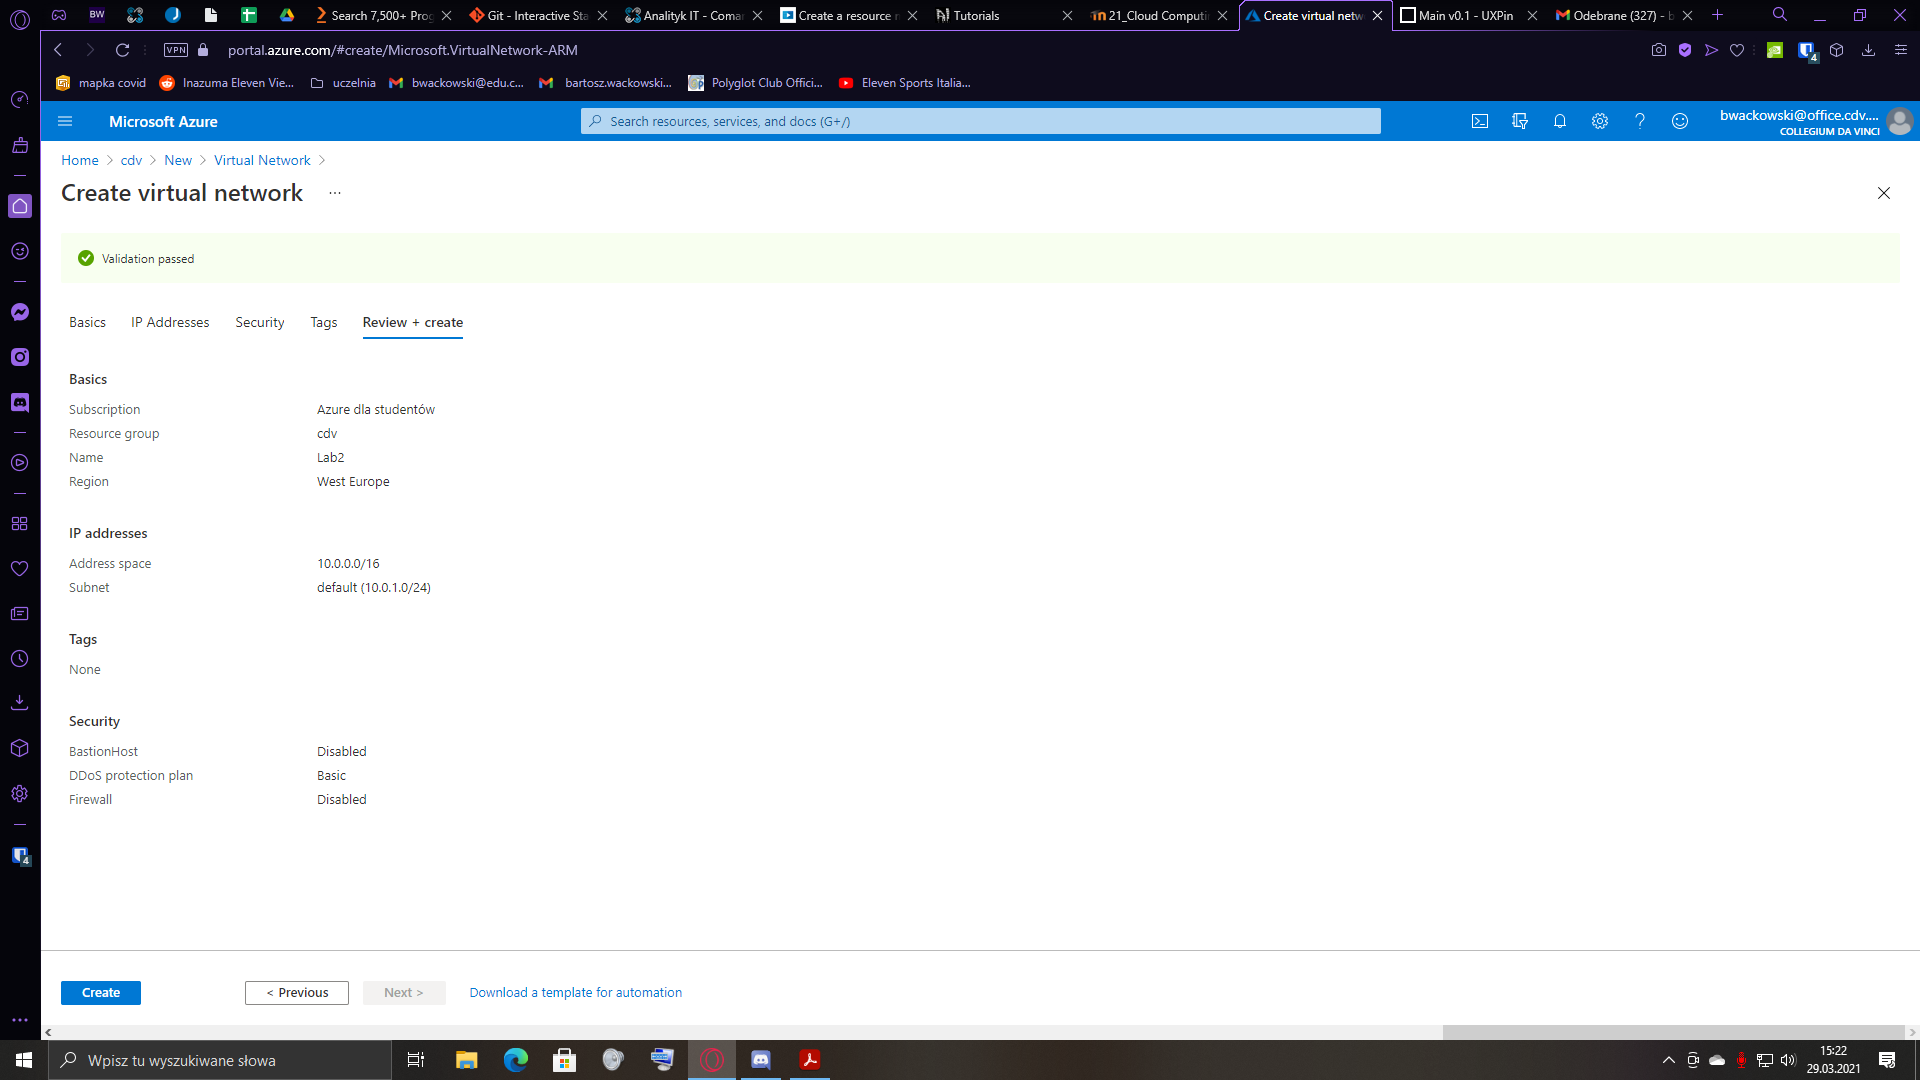 BW
Search 7,500+ Prog
Git - Interactive Sta
Analityk IT - Coman
Create a resource m
Tutorials
21_Cloud Computin
Create virtual netw
Main v0.1 - UXPin
Odebrane (327) - b
VPN
portal.azure.com/#create/Microsoft.VirtualNetwork-ARM
4
mapka covid
Inazuma Eleven Vie...
uczelnia
bwackowski@edu.c...
bartosz.wackowski...
Polyglot Club Offici...
Eleven Sports Italia...
Microsoft Azure
Search resources, services, and docs (G+/)
bwackowski@office.cdv....
COLLEGIUM DA VINCI
Home > cdv > New > Virtual Network >
Create virtual network ...
Validation passed
Basics
IP Addresses
Security
Tags
Review + create
Basics
Subscription Azure dla studentów
Resource group cdv
Name Lab2
Region West Europe
IP addresses
Address space 10.0.0.0/16
Subnet default (10.0.1.0/24)
Tags
None
Security
BastionHost Disabled
DDoS protection plan Basic
Firewall Disabled
4
Create
< Previous
Next >
Download a template for automation
Wpisz tu wyszukiwane słowa
15:22
29.03.2021